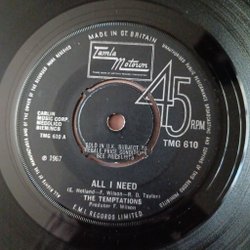 MADE IN GT. BRITAIN
Tamla
Motown
45
RPM
CARLIN
MUSIC CORP.
TMG 610 A
℗ 1967
TMG 610
SOLD IN U.K. SUBJECT TO
RESALE PRICE CONDITIONS,
SEE PRICE LISTS
ALL I NEED
(E. Holland—F. Wilson—R. D. Taylor)
THE TEMPTATIONS
Producer F. Wilson
E.M.I. RECORDS LIMITED